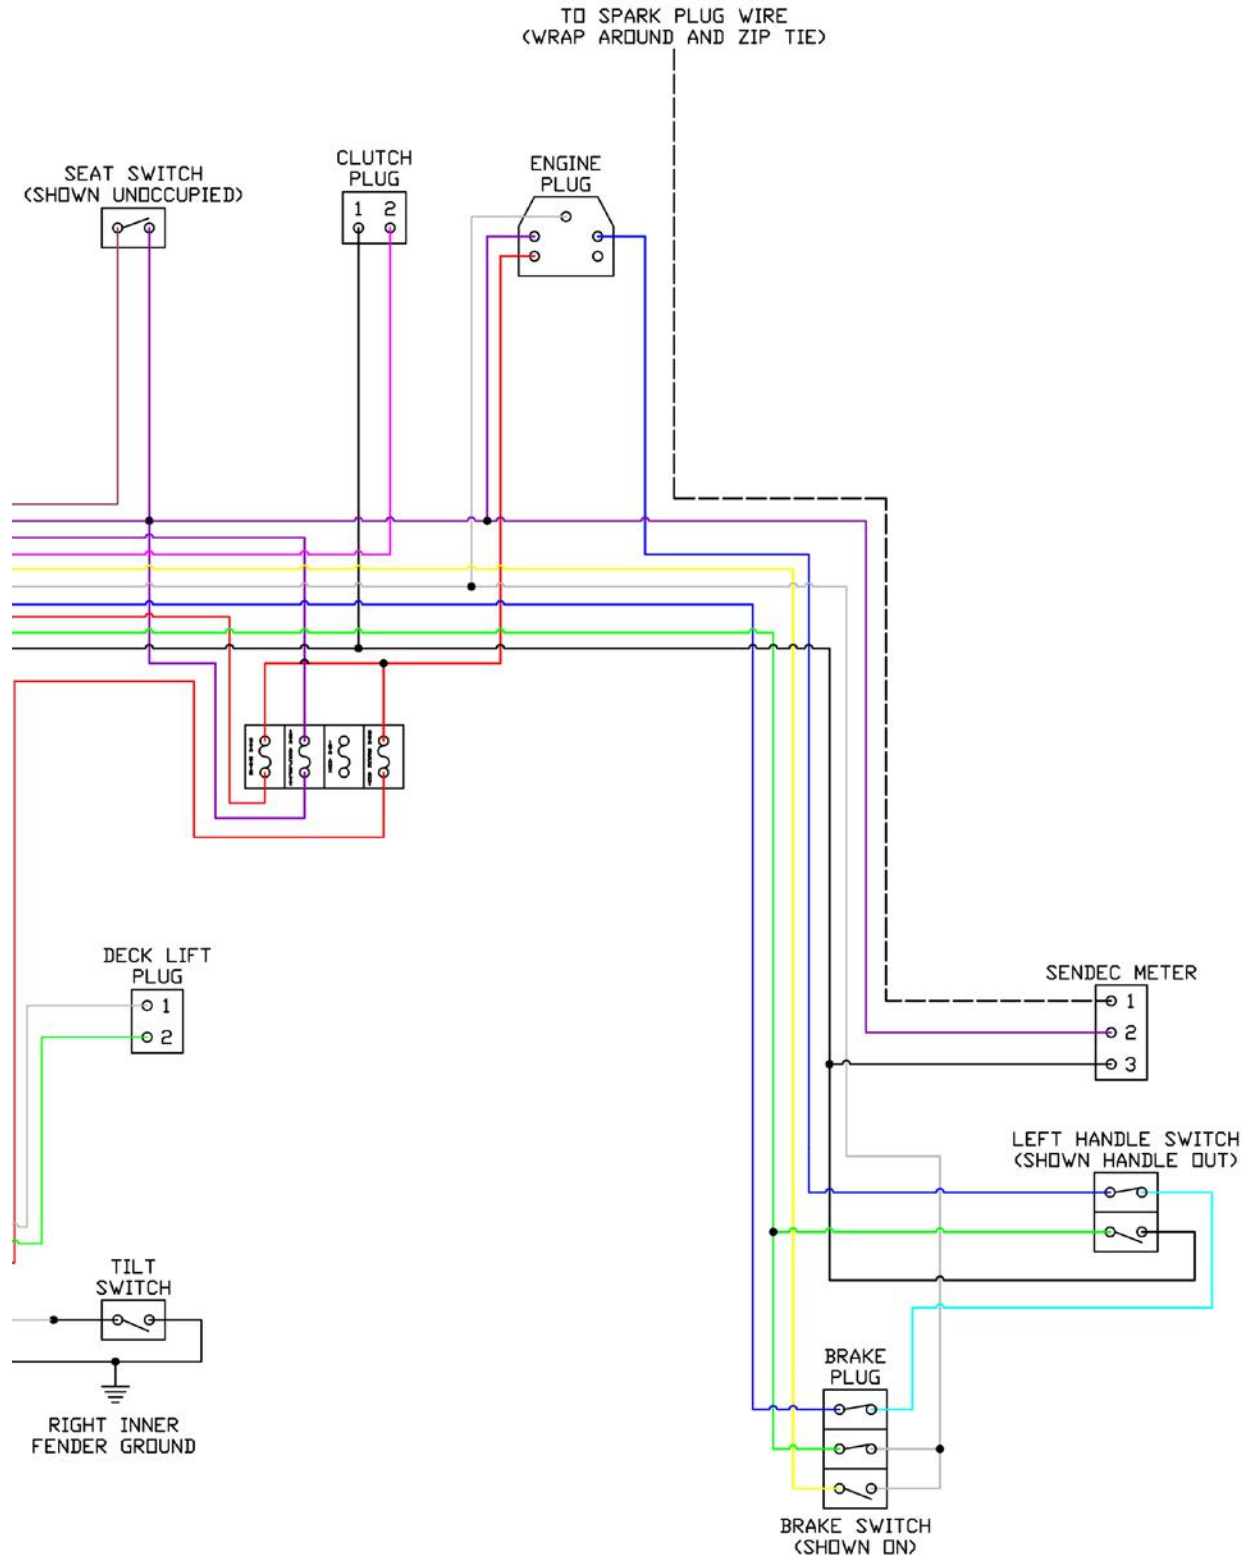 TO SPARK PLUG WIRE
(WRAP AROUND AND ZIP TIE)
SEAT SWITCH
(SHOWN UNOCCUPIED)
CLUTCH
PLUG
1 2
ENGINE
PLUG
DECK LIFT
PLUG
1
2
SENDEC METER
1
2
3
LEFT HANDLE SWITCH
(SHOWN HANDLE OUT)
TILT
SWITCH
RIGHT INNER
FENDER GROUND
BRAKE
PLUG
BRAKE SWITCH
(SHOWN ON)